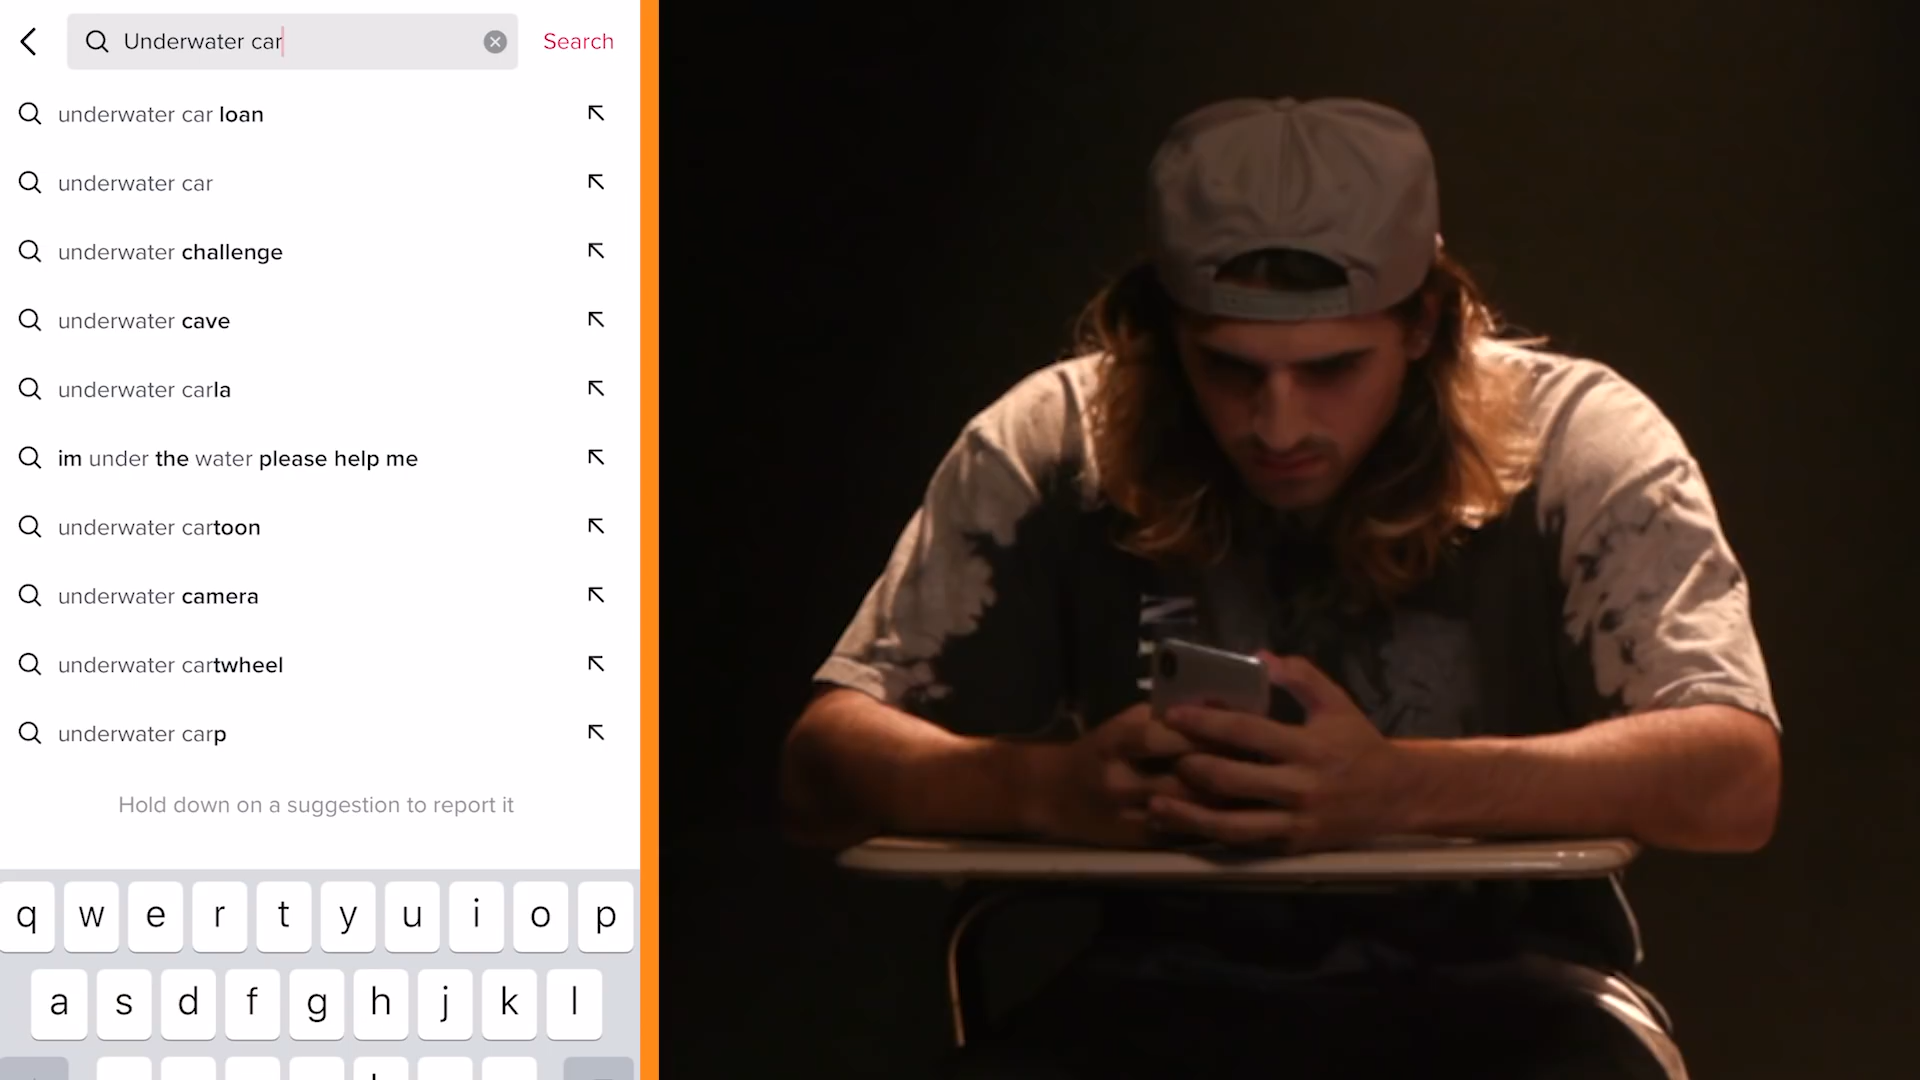 Underwater car
Search
underwater car loan
underwater car
underwater challenge
underwater cave
underwater carla
im under the water please help me
underwater cartoon
underwater camera
underwater cartwheel
underwater carp
Hold down on a suggestion to report it
q w e r t y u i o p
a s d f g h j k l